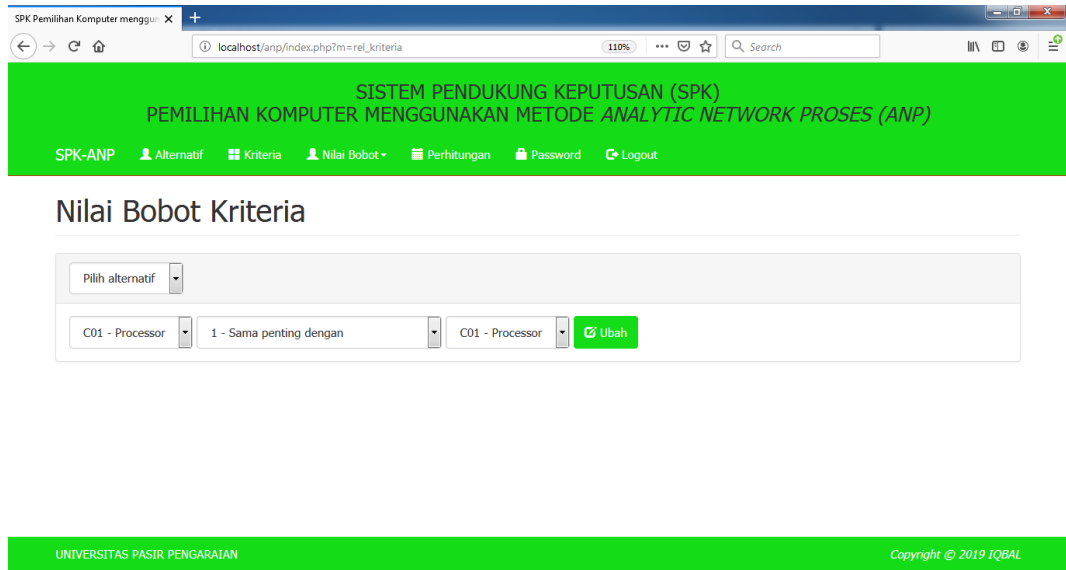 SPK Pemilihan Komputer menggun
localhost/anp/index.php?m=rel_kriteria
110%
Search
SISTEM PENDUKUNG KEPUTUSAN (SPK)
PEMILIHAN KOMPUTER MENGGUNAKAN METODE ANALYTIC NETWORK PROSES (ANP)
SPK-ANP Alternatif Kriteria Nilai Bobot Perhitungan Password Logout
Nilai Bobot Kriteria
Pilih alternatif
C01 - Processor 1 - Sama penting dengan C01 - Processor Ubah
UNIVERSITAS PASIR PENGARAIAN Copyright © 2019 IQBAL